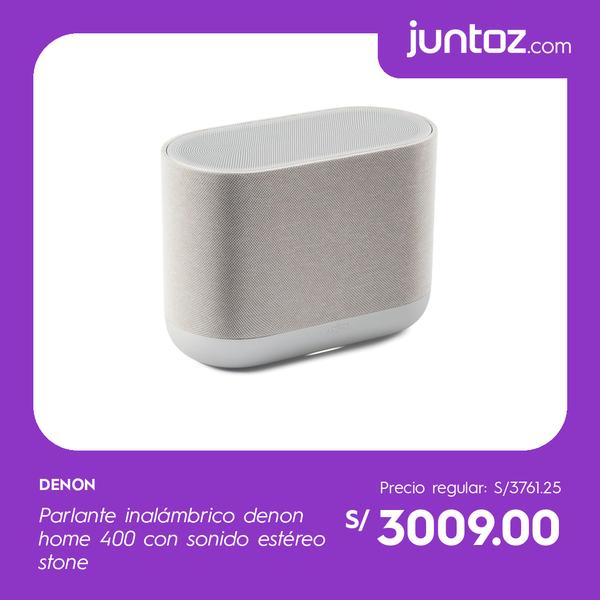 juntoz.com
DENON
Parlante inalámbrico denon
home 400 con sonido estéreo
stone
Precio regular: S/3761.25
S/ 3009.00